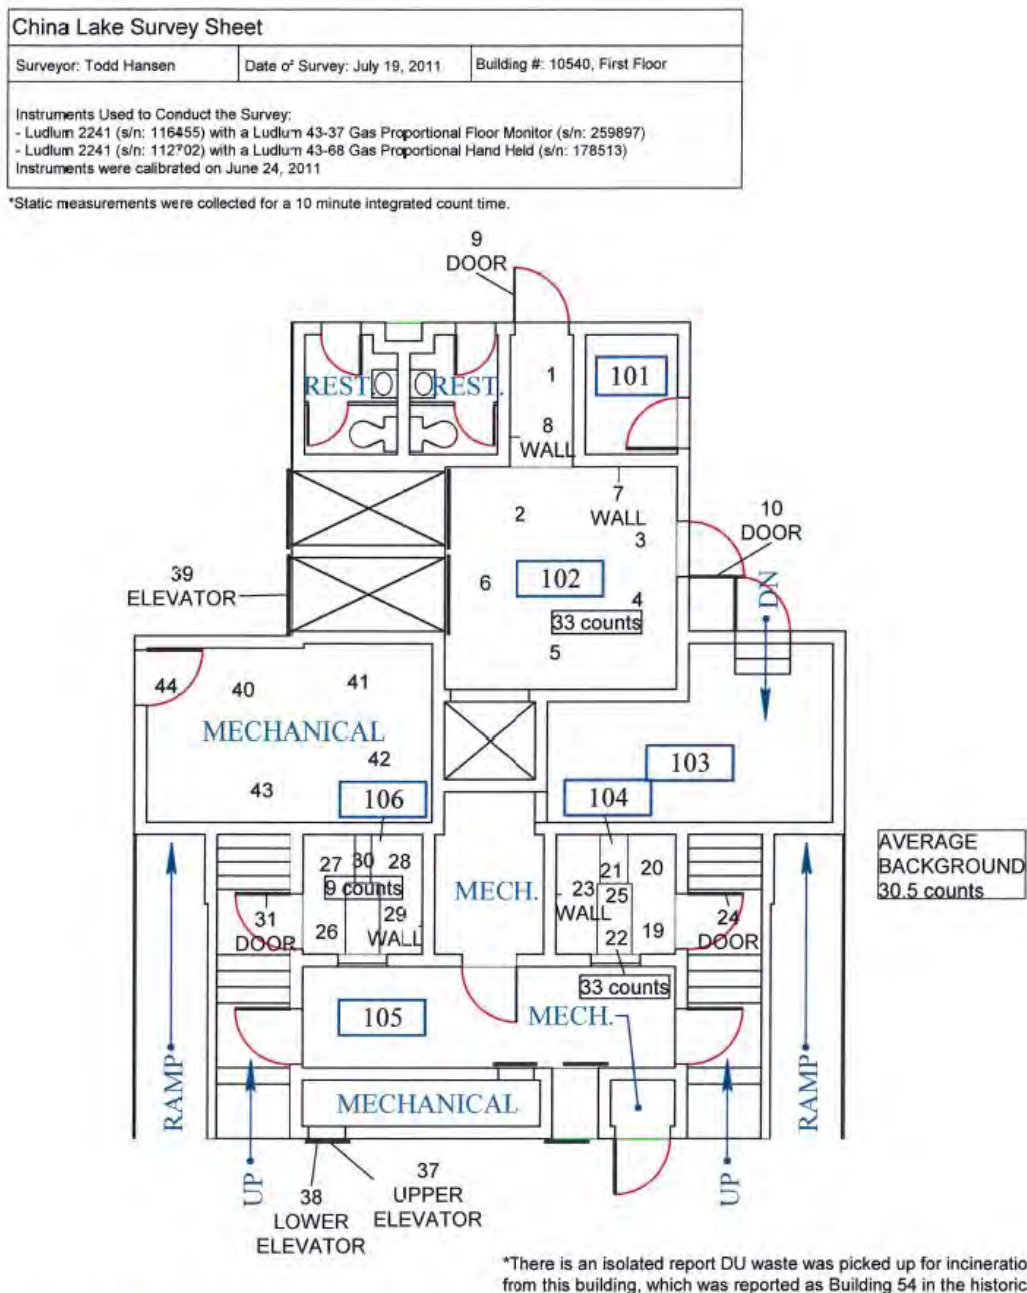 China Lake Survey Sheet
Surveyor: Todd Hansen
Date of Survey: July 19, 2011
Building #: 10540, First Floor
Instruments Used to Conduct the Survey:
- Ludlum 2241 (s/n: 116455) with a Ludlum 43-37 Gas Proportional Floor Monitor (s/n: 259897)
- Ludlum 2241 (s/n: 112702) with a Ludlum 43-68 Gas Proportional Hand Held (s/n: 178513)
Instruments were calibrated on June 24, 2011
*Static measurements were collected for a 10 minute integrated count time.
9
DOOR
REST.
REST.
1
101
8
WALL
7
WALL
2
3
10
DOOR
6
102
4
33 counts
5
DN
39
ELEVATOR
44
40
41
MECHANICAL
42
43
106
103
104
27
30
28
9 counts
26
29
WALL
31
DOOR
MECH.
21
20
23
WALL
25
22
19
24
DOOR
33 counts
AVERAGE
BACKGROUND
30.5 counts
105
MECH.
MECHANICAL
RAMP
UP
UP
RAMP
37
UPPER
ELEVATOR
38
LOWER
ELEVATOR
*There is an isolated report DU waste was picked up for incineratio
from this building, which was reported as Building 54 in the historic